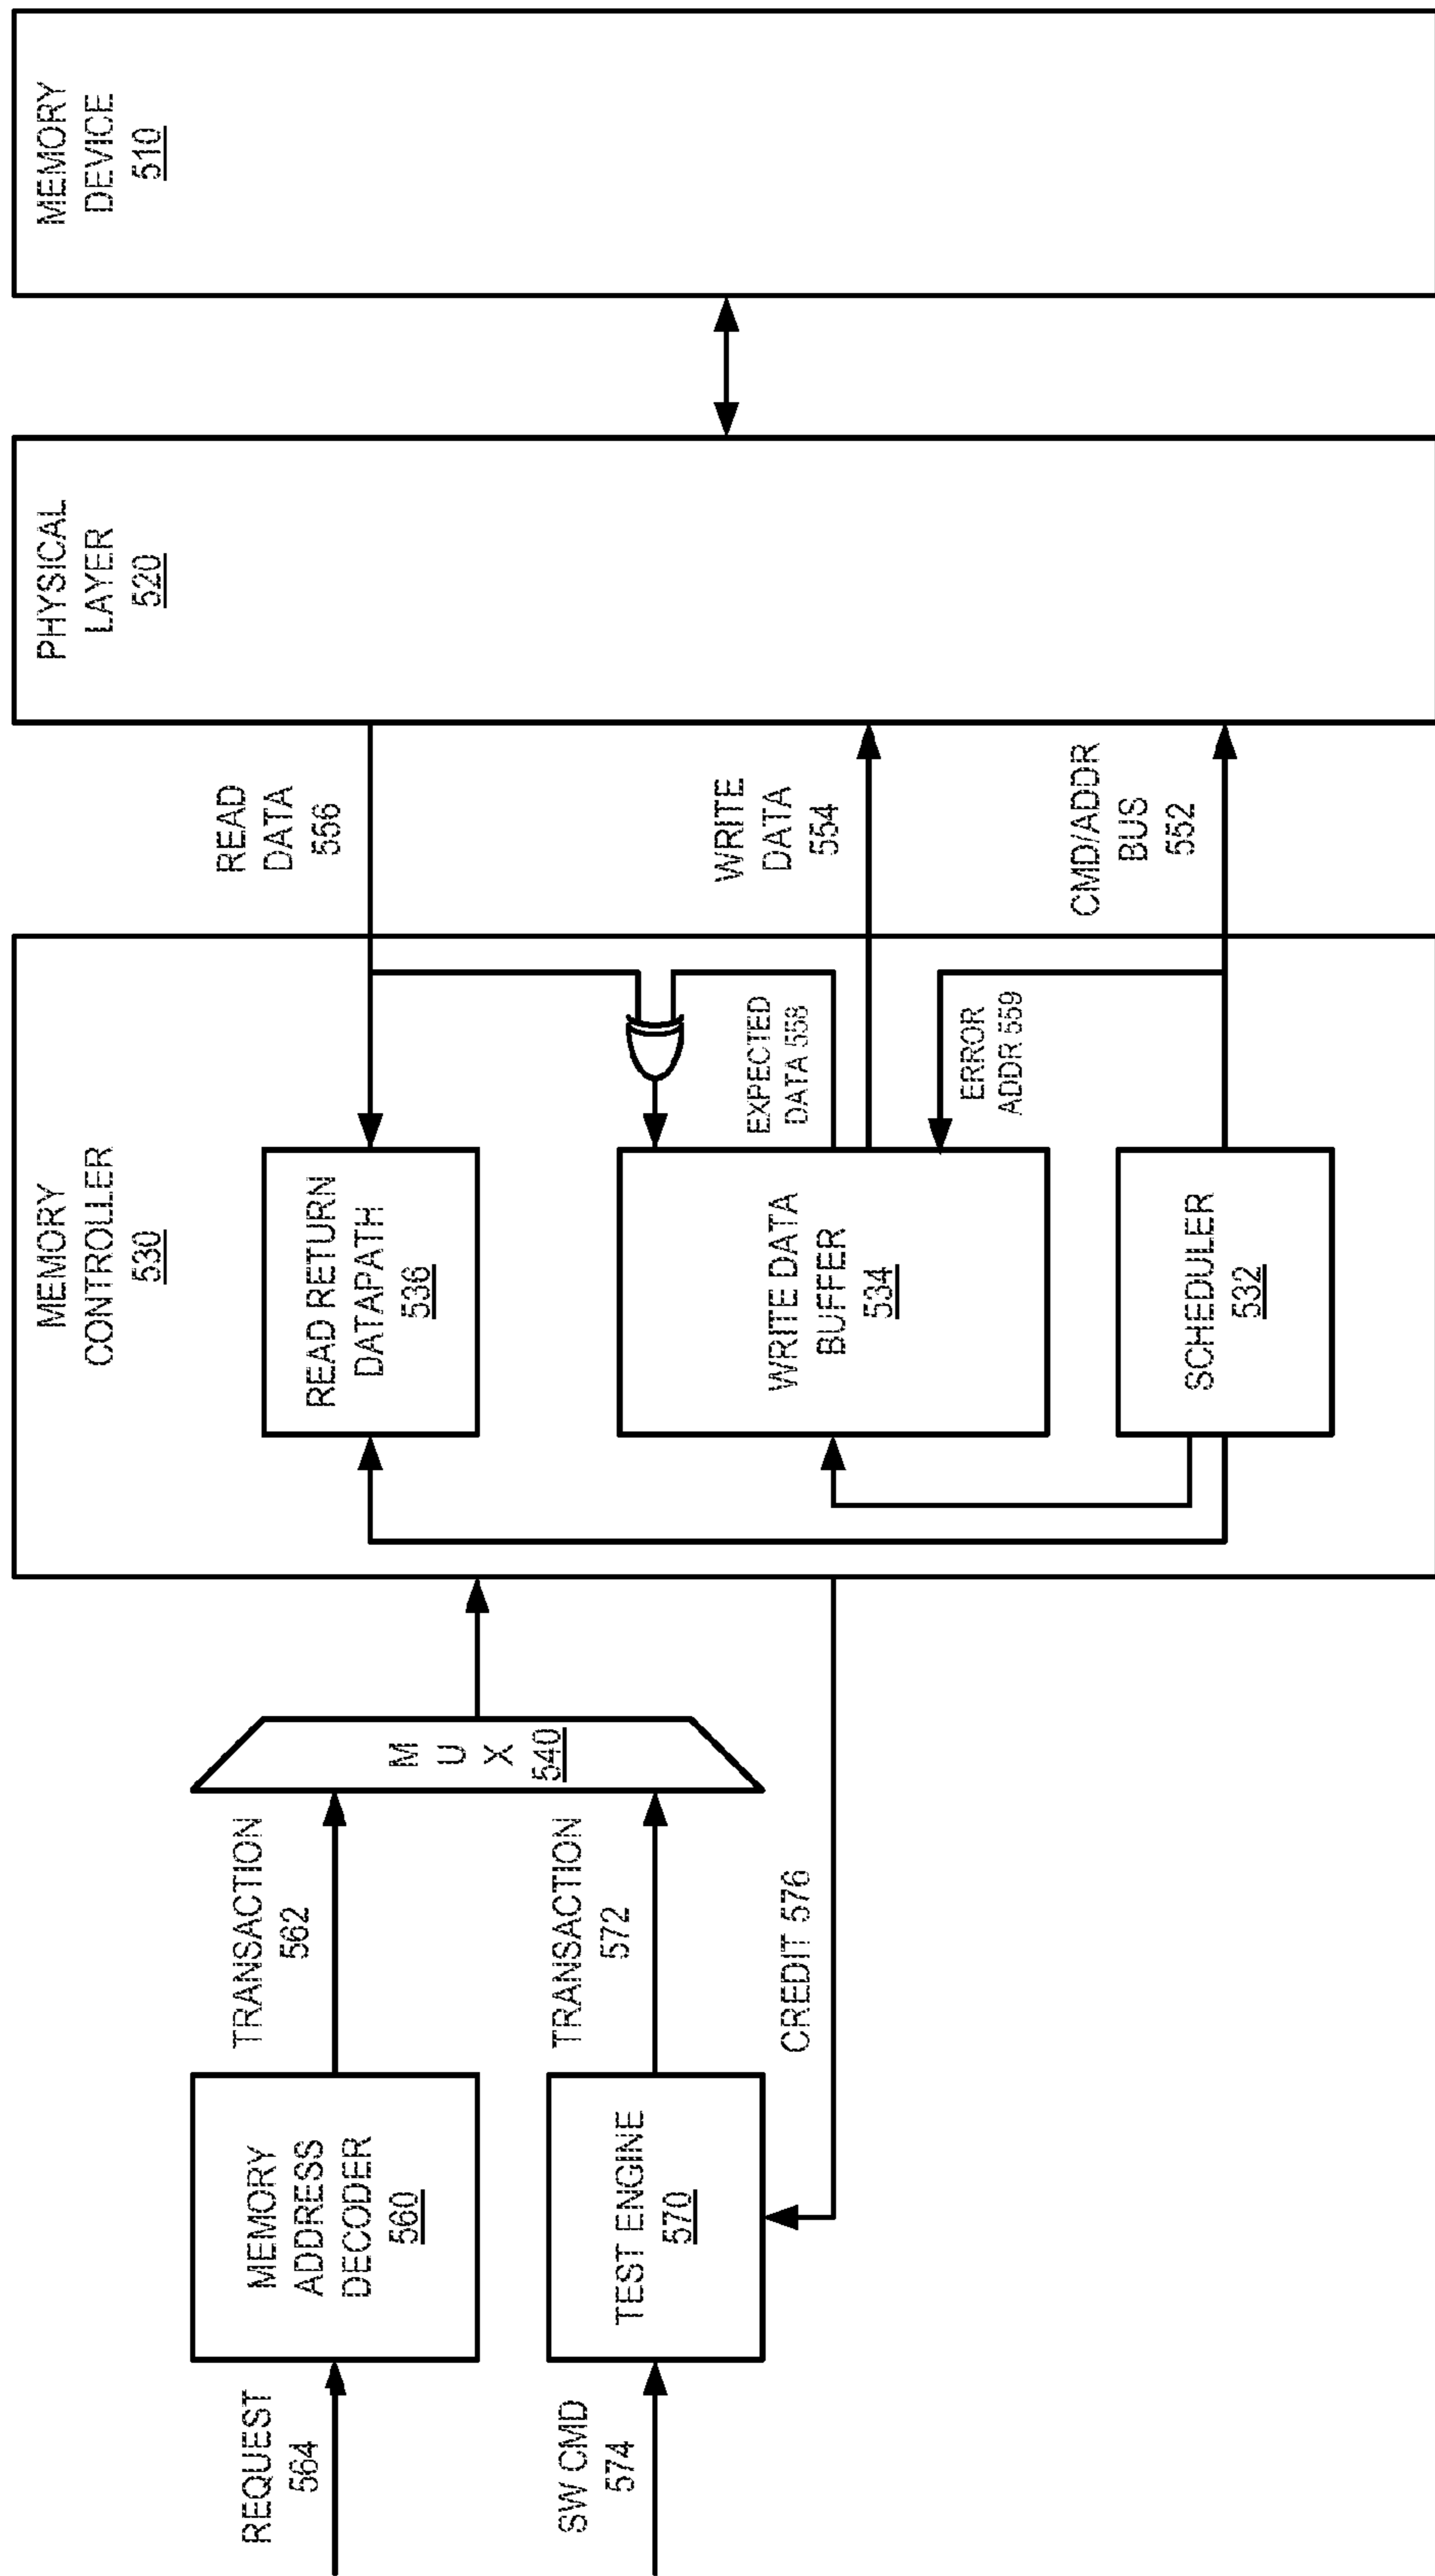 REQUEST
564
SW CMD
574
MEMORY
ADDRESS
DECODER
560
TEST ENGINE
570
TRANSACTION
562
TRANSACTION
572
CREDIT 576
M
U
X
540
MEMORY
CONTROLLER
530
READ RETURN
DATAPATH
536
WRITE DATA
BUFFER
534
SCHEDULER
532
EXPECTED
DATA 558
ERROR
ADDR 559
READ
DATA
556
WRITE
DATA
554
CMD/ADDR
BUS
552
PHYSICAL
LAYER
520
MEMORY
DEVICE
510